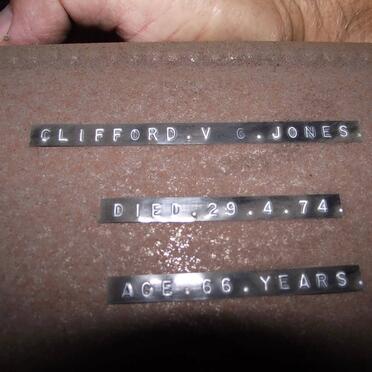 .CLIFFORD.V C.JONES.
DIED.29.4.74.
AGE.66.YEARS.